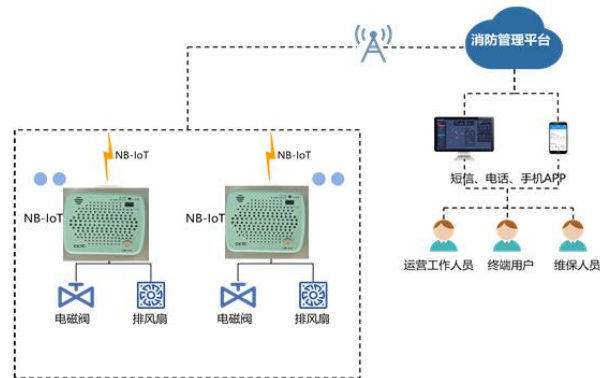 消防管理平台
NB-IoT
NB-IoT
短信、电话、手机APP
NB-IoT
NB-IoT
运营工作人员
终端用户
维保人员
电磁阀
排风扇
电磁阀
排风扇